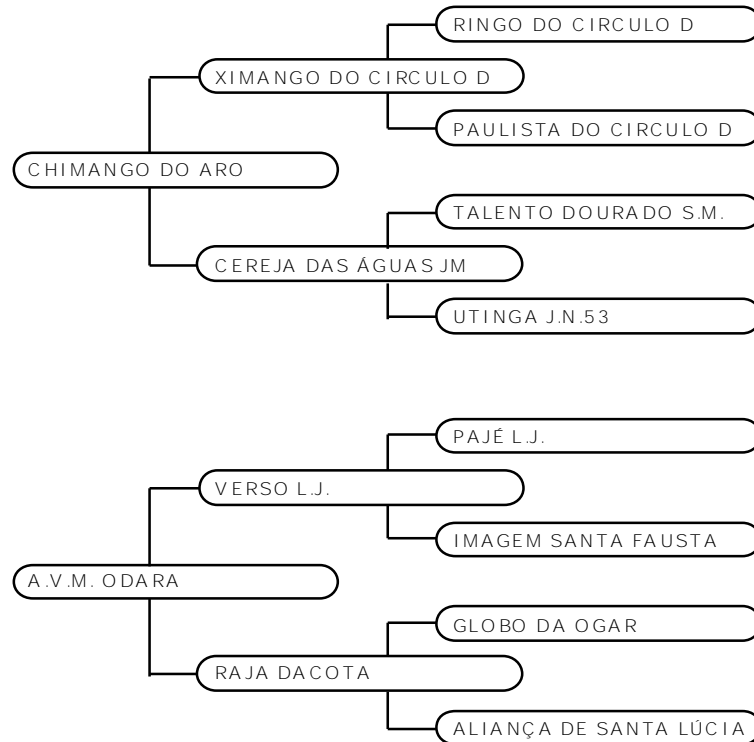 RINGO DO CIRCULO D
XIMANGO DO CIRCULO D
PAULISTA DO CIRCULO D
CHIMANGO DO ARO
TALENTO DOURADO S.M.
CEREJA DAS ÁGUAS JM
UTINGA J.N.53
PAJÉ L.J.
VERSO L.J.
IMAGEM SANTA FAUSTA
A.V.M. ODARA
GLOBO DA OGAR
RAJA DACOTA
ALIANÇA DE SANTA LÚCIA